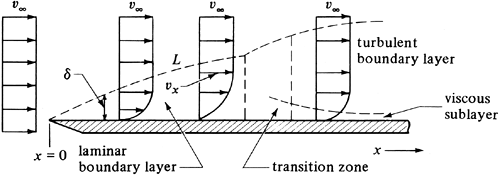 v∞
v∞
v∞
v∞
L
turbulent
boundary layer
δ
vx
viscous
sublayer
x = 0
laminar
boundary layer
transition zone
x